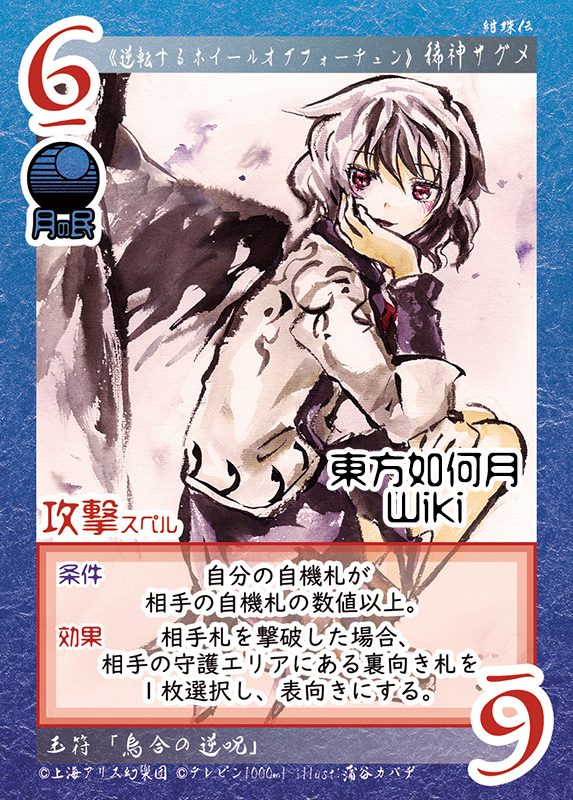 紺珠伝
6
《逆転するホイールオブフォーチュン》 稀神サグメ
月の民
東方如何月
Wiki
攻撃スペル
条件
自分の自機札が
相手の自機札の数値以上。
効果
相手札を撃破した場合、
相手の守護エリアにある裏向き札を
1枚選択し、表向きにする。
6
玉符「烏合の逆呪」
©上海アリス幻樂団 ©テレピン1000ml illust:蒲谷カバヂ